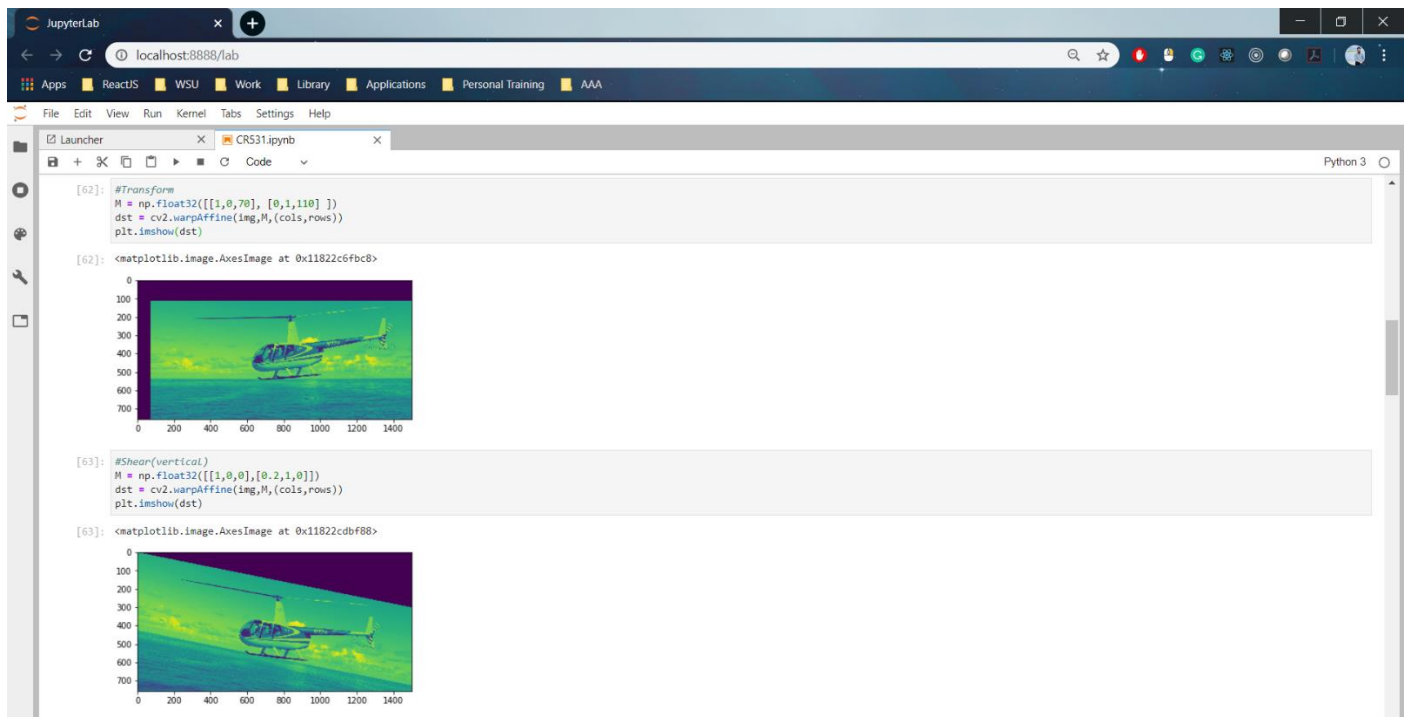 JupyterLab
localhost:8888/lab
Apps ReactJS WSU Work Library Applications Personal Training AAA
File Edit View Run Kernel Tabs Settings Help
Launcher CR531.ipynb
Code Python 3
[62]: #Transform
M = np.float32([[1,0,70], [0,1,110] ])
dst = cv2.warpAffine(img,M,(cols,rows))
plt.imshow(dst)
[62]: <matplotlib.image.AxesImage at 0x11822c6fbc8>
0
100
200
300
400
500
600
700
0 200 400 600 800 1000 1200 1400
[63]: #Shear(vertical)
M = np.float32([[1,0,0],[0.2,1,0]])
dst = cv2.warpAffine(img,M,(cols,rows))
plt.imshow(dst)
[63]: <matplotlib.image.AxesImage at 0x11822cdbf88>
0
100
200
300
400
500
600
700
0 200 400 600 800 1000 1200 1400